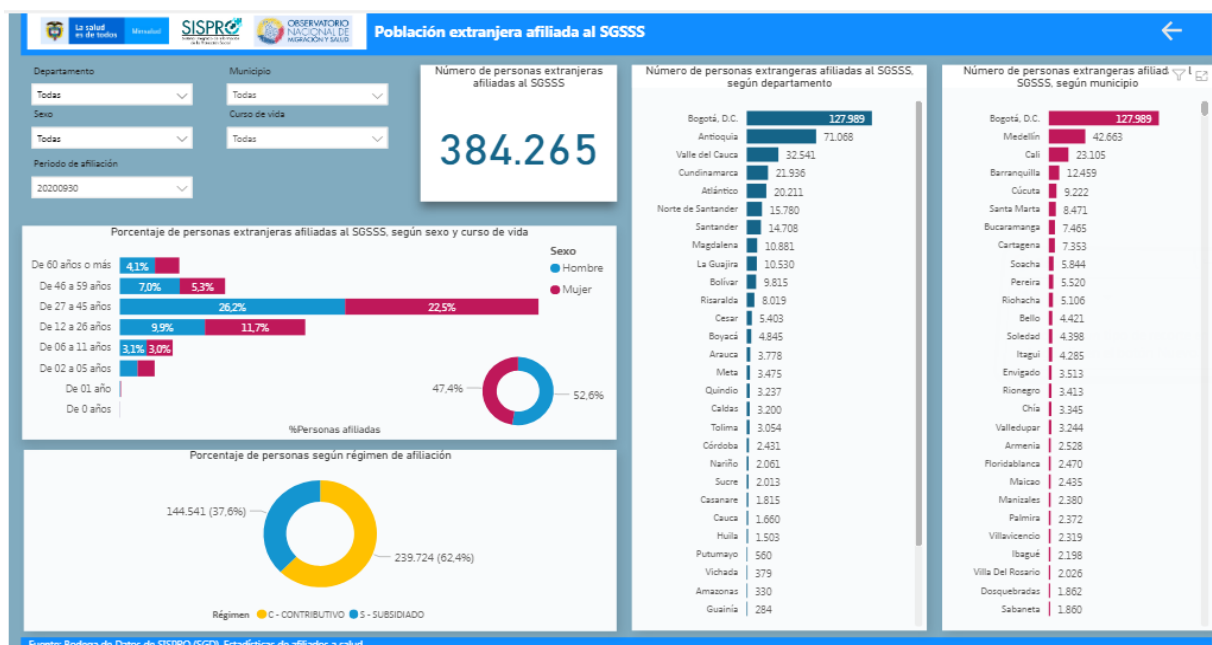 La salud
es de todos
Minsalud
SISPRO
OBSERVATORIO
NACIONAL DE
MIGRACIÓN Y SALUD
Población extranjera afiliada al SGSSS
Departamento
Todas
Municipio
Todas
Sexo
Todas
Curso de vida
Todas
Periodo de afiliación
20200930
Número de personas extranjeras
afiliadas al SGSSS
384.265
Porcentaje de personas extranjeras afiliadas al SGSSS, según sexo y curso de vida
Sexo
Hombre
Mujer
De 60 años o más 4,1%
De 46 a 59 años 7,0% 5,3%
De 27 a 45 años 26,2% 22,5%
De 12 a 26 años 9,9% 11,7%
De 06 a 11 años 3,1% 3,0%
De 02 a 05 años
De 01 año
De 0 años
47,4%
52,6%
%Personas afiliadas
Porcentaje de personas según régimen de afiliación
144.541 (37,6%)
239.724 (62,4%)
Régimen C - CONTRIBUTIVO S - SUBSIDIADO
Número de personas extrangeras afiliadas al SGSSS,
según departamento
Bogotá, D.C. 127.989
Antioquia 71.068
Valle del Cauca 32.541
Cundinamarca 21.936
Atlántico 20.211
Norte de Santander 15.780
Santander 14.708
Magdalena 10.881
La Guajira 10.530
Bolívar 9.815
Risaralda 8.019
Cesar 5.403
Boyacá 4.845
Arauca 3.778
Meta 3.475
Quindío 3.237
Caldas 3.200
Tolima 3.054
Córdoba 2.431
Nariño 2.061
Sucre 2.013
Casanare 1.815
Cauca 1.660
Huila 1.503
Putumayo 560
Vichada 379
Amazonas 330
Guainía 284
Número de personas extrangeras afiliad l
SGSSS, según municipio
Bogotá, D.C. 127.989
Medellín 42.663
Cali 23.105
Barranquilla 12.459
Cúcuta 9.222
Santa Marta 8.471
Bucaramanga 7.465
Cartagena 7.353
Soacha 5.844
Pereira 5.520
Riohacha 5.106
Bello 4.421
Soledad 4.398
Itagui 4.285
Envigado 3.513
Rionegro 3.413
Chía 3.345
Valledupar 3.244
Armenia 2.528
Floridablanca 2.470
Maicao 2.435
Manizales 2.380
Palmira 2.372
Villavicencio 2.319
Ibagué 2.198
Villa Del Rosario 2.026
Dosquebradas 1.862
Sabaneta 1.860
Fuente: Bodega de Datos de SISPRO (SGD), Estadísticas de afiliados a salud